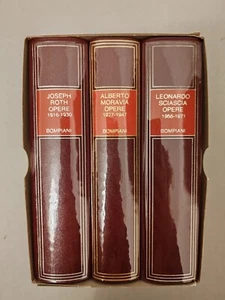 JOSEPH
ROTH
OPERE
1916-1930
BOMPIANI
ALBERTO
MORAVIA
OPERE
1927-1947
BOMPIANI
LEONARDO
SCIASCIA
OPERE
1956-1971
BOMPIANI